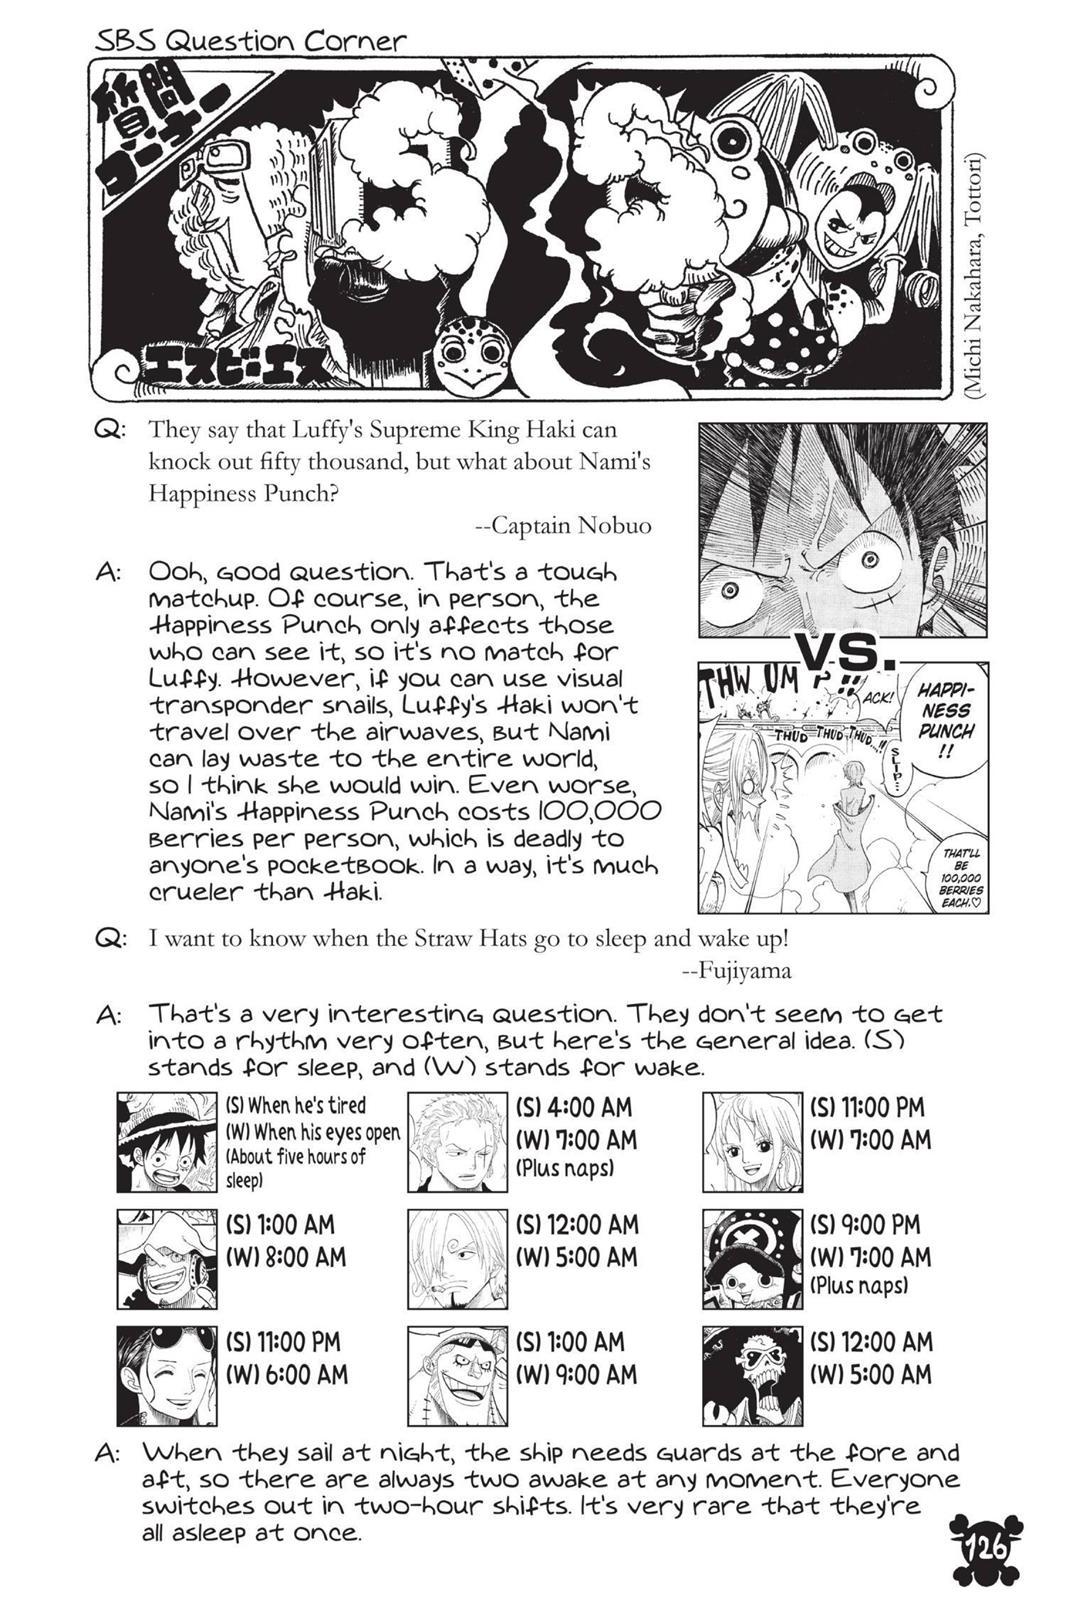 SBS Question Corner
質問
コーナー
エスビーエス
(Michi Nakahara, Tottori)
Q: They say that Luffy's Supreme King Haki can
knock out fifty thousand, but what about Nami's
Happiness Punch?
--Captain Nobuo
A: Ooh, good question. That's a tough
matchup. Of course, in person, the
Happiness Punch only affects those
who can see it, so it's no match for
Luffy. However, if you can use visual
transponder snails, Luffy's Haki won't
travel over the airwaves, but Nami
can lay waste to the entire world,
so I think she would win. Even worse,
Nami's Happiness Punch costs 100,000
berries per person, which is deadly to
anyone's pocketbook. In a way, it's much
crueler than Haki.
VS.
THW UM P!!
ACK!
HAPPI-
NESS
PUNCH
!!
THUD THUD THUD...!!
SLIP...
THAT'LL
BE
100,000
BERRIES
EACH.♡
Q: I want to know when the Straw Hats go to sleep and wake up!
--Fujiyama
A: That's a very interesting question. They don't seem to get
into a rhythm very often, but here's the general idea. (S)
stands for sleep, and (W) stands for wake.
(S) When he's tired
(W) When his eyes open
(About five hours of
sleep)
(S) 4:00 AM
(W) 7:00 AM
(Plus naps)
(S) 11:00 PM
(W) 7:00 AM
(S) 1:00 AM
(W) 8:00 AM
(S) 12:00 AM
(W) 5:00 AM
(S) 9:00 PM
(W) 7:00 AM
(Plus naps)
(S) 11:00 PM
(W) 6:00 AM
(S) 1:00 AM
(W) 9:00 AM
(S) 12:00 AM
(W) 5:00 AM
A: When they sail at night, the ship needs guards at the fore and
aft, so there are always two awake at any moment. Everyone
switches out in two-hour shifts. It's very rare that they're
all asleep at once.
126